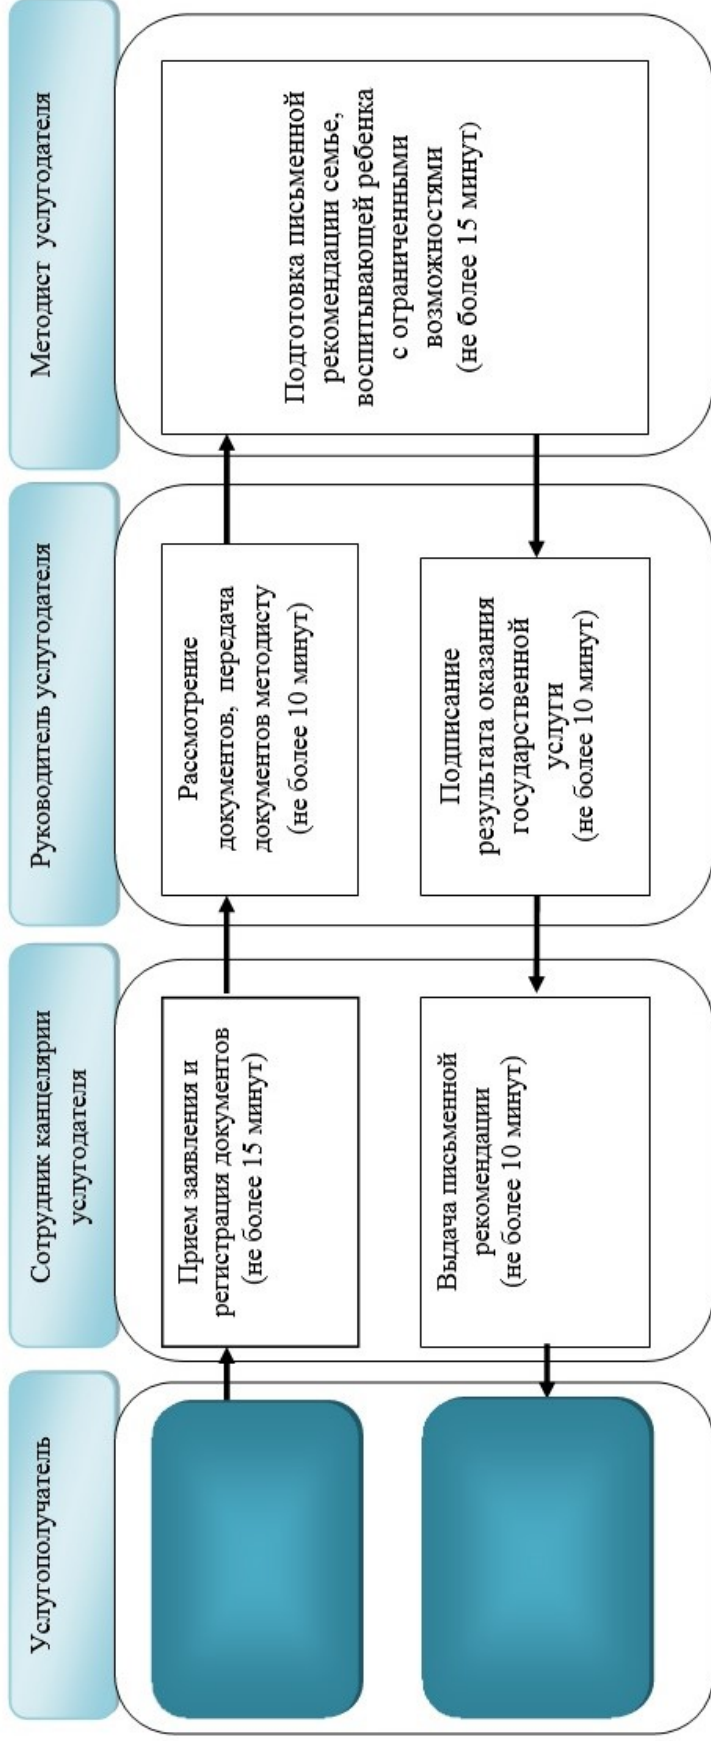 Услугополучатель
Сотрудник канцелярии
услугодателя
Руководитель услугодателя
Методист услугодателя
Прием заявления и
регистрация документов
(не более 15 минут)
Рассмотрение
документов, передача
документов методисту
(не более 10 минут)
Подготовка письменной
рекомендации семье,
воспитывающей ребенка
с ограниченными
возможностями
(не более 15 минут)
Подписание
результата оказания
государственной
услуги
(не более 10 минут)
Выдача письменной
рекомендации
(не более 10 минут)